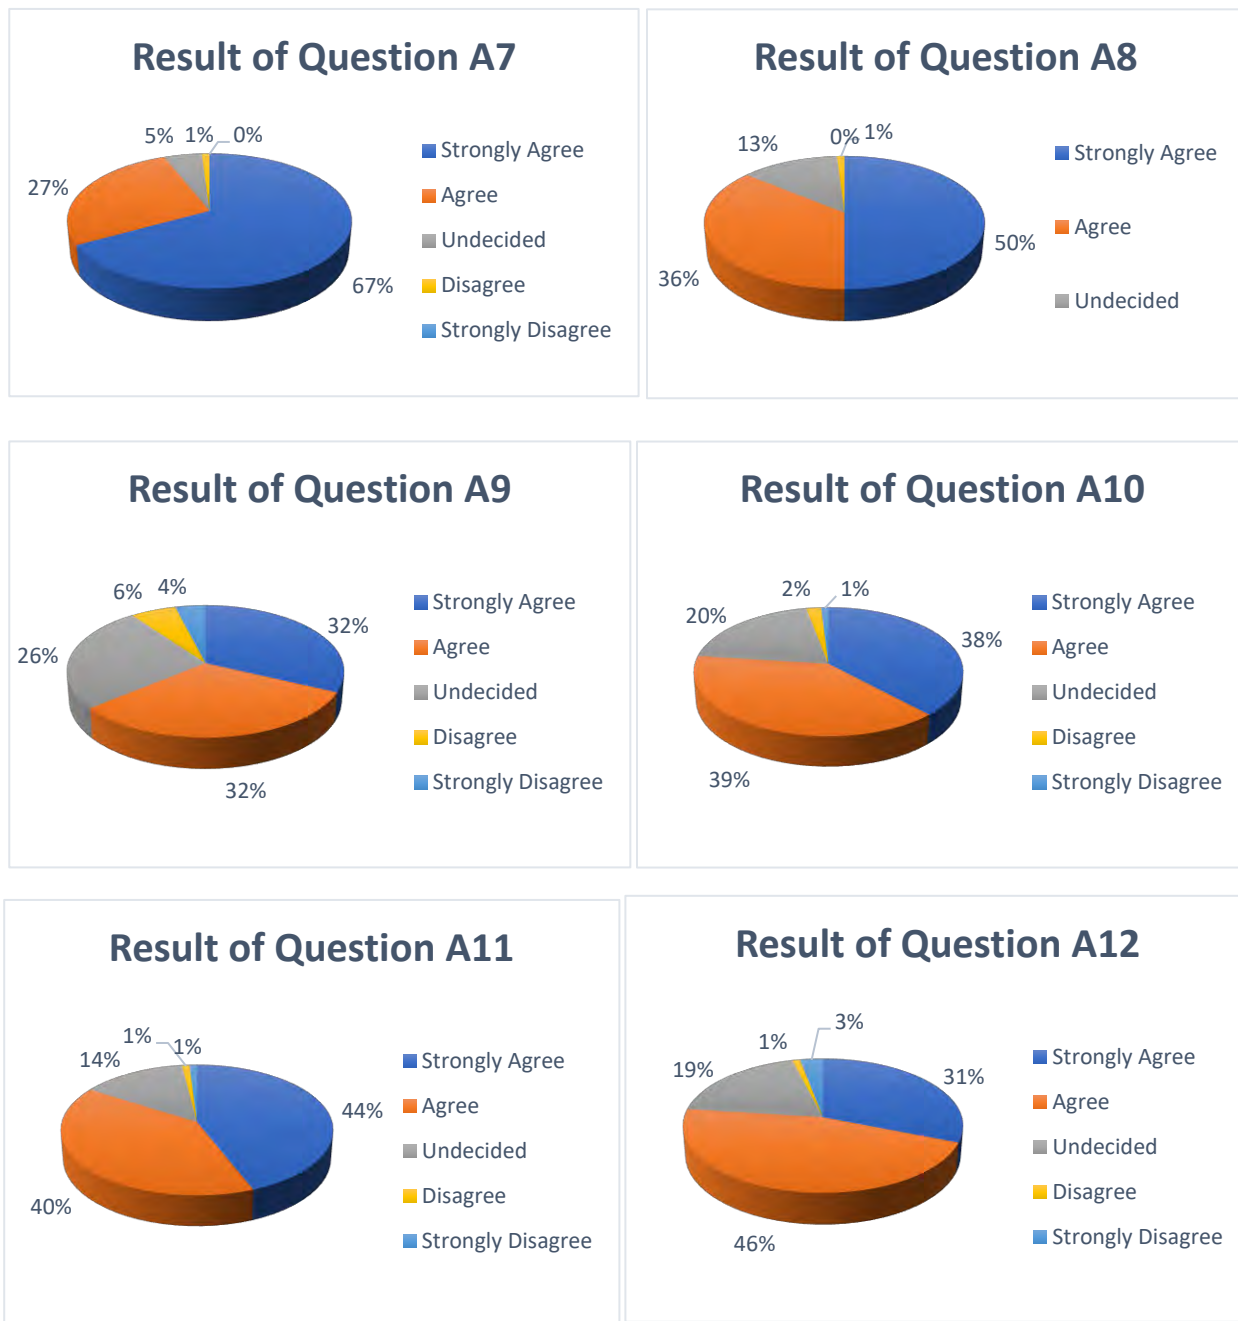 Result of Question A7
5% 1% 0%
27%
67%
Strongly Agree
Agree
Undecided
Disagree
Strongly Disagree
Result of Question A8
13% 0% 1%
36%
50%
Strongly Agree
Agree
Undecided
Result of Question A9
6% 4%
26%
32%
32%
Strongly Agree
Agree
Undecided
Disagree
Strongly Disagree
Result of Question A10
20% 2% 1%
38%
39%
Strongly Agree
Agree
Undecided
Disagree
Strongly Disagree
Result of Question A11
14% 1% 1%
44%
40%
Strongly Agree
Agree
Undecided
Disagree
Strongly Disagree
Result of Question A12
19% 1% 3%
31%
46%
Strongly Agree
Agree
Undecided
Disagree
Strongly Disagree